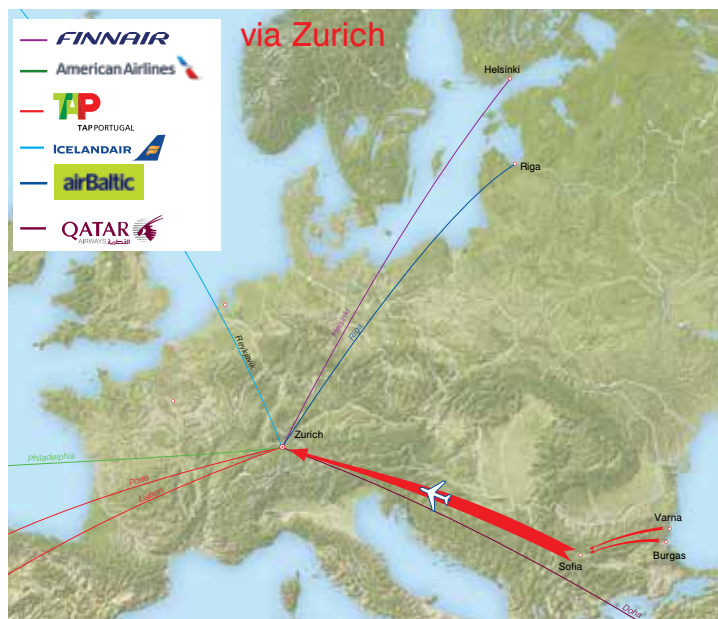 via Zurich
FINNAIR
American Airlines
TAP
TAP PORTUGAL
ICELANDAIR
airBaltic
QATAR
AIRWAYS القطرية
Helsinki
Riga
Helsinki
Riga
Reykjavik
Zurich
Philadelphia
Porto
Lisbon
Varna
Burgas
Sofia
Doha